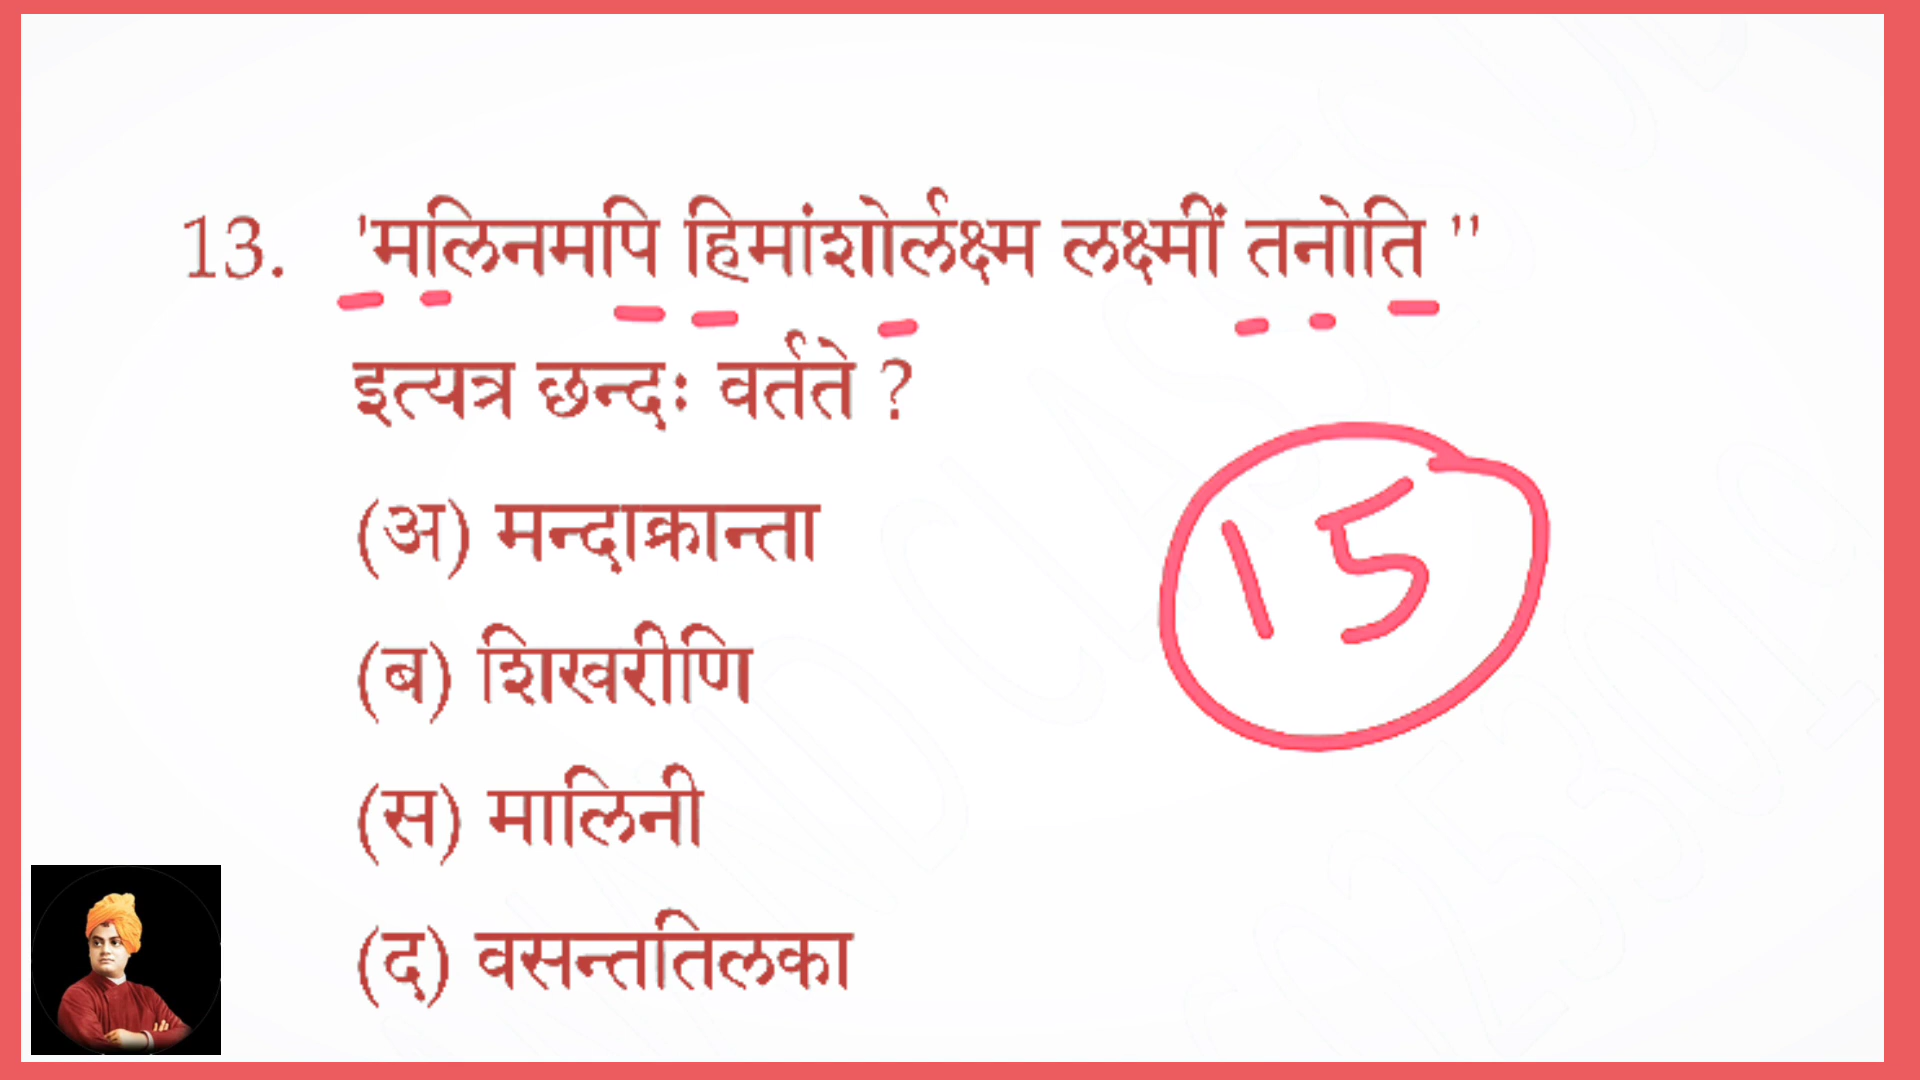 13. 'मलिनमपि हिमांशोर्लक्ष्म लक्ष्मीं तनोति "
इत्यत्र छन्दः वर्तते ?
15
(अ) मन्दाक्रान्ता
(ब) शिखरीणि
(स) मालिनी
(द) वसन्ततिलका